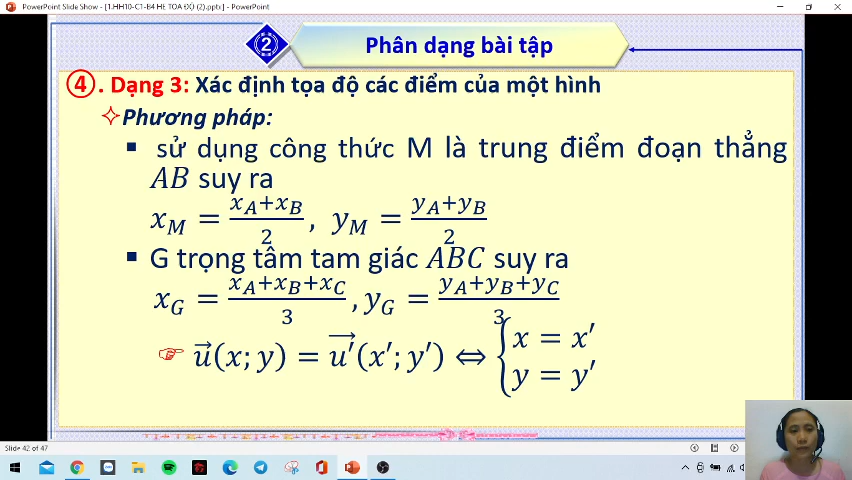 PowerPoint Slide Show - [1.HH10-C1-B4 HE TOA ĐỘ (2).pptx] - PowerPoint
2
Phân dạng bài tập
④. Dạng 3: Xác định tọa độ các điểm của một hình
Phương pháp:
▪ sử dụng công thức M là trung điểm đoạn thẳng
AB suy ra
x_M = (x_A+x_B)/2, y_M = (y_A+y_B)/2
▪ G trọng tâm tam giác ABC suy ra
x_G = (x_A+x_B+x_C)/3, y_G = (y_A+y_B+y_C)/3
☞ u⃗(x; y) = u′⃗(x′; y′) ⇔ { x = x′
y = y′
Slide 42 of 47